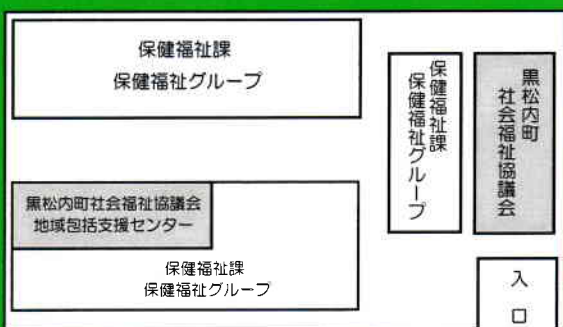 保健福祉課
保健福祉グループ
保健福祉課
保健福祉グループ
黒松内町
社会福祉協議会
黒松内町社会福祉協議会
地域包括支援センター
保健福祉課
保健福祉グループ
入口